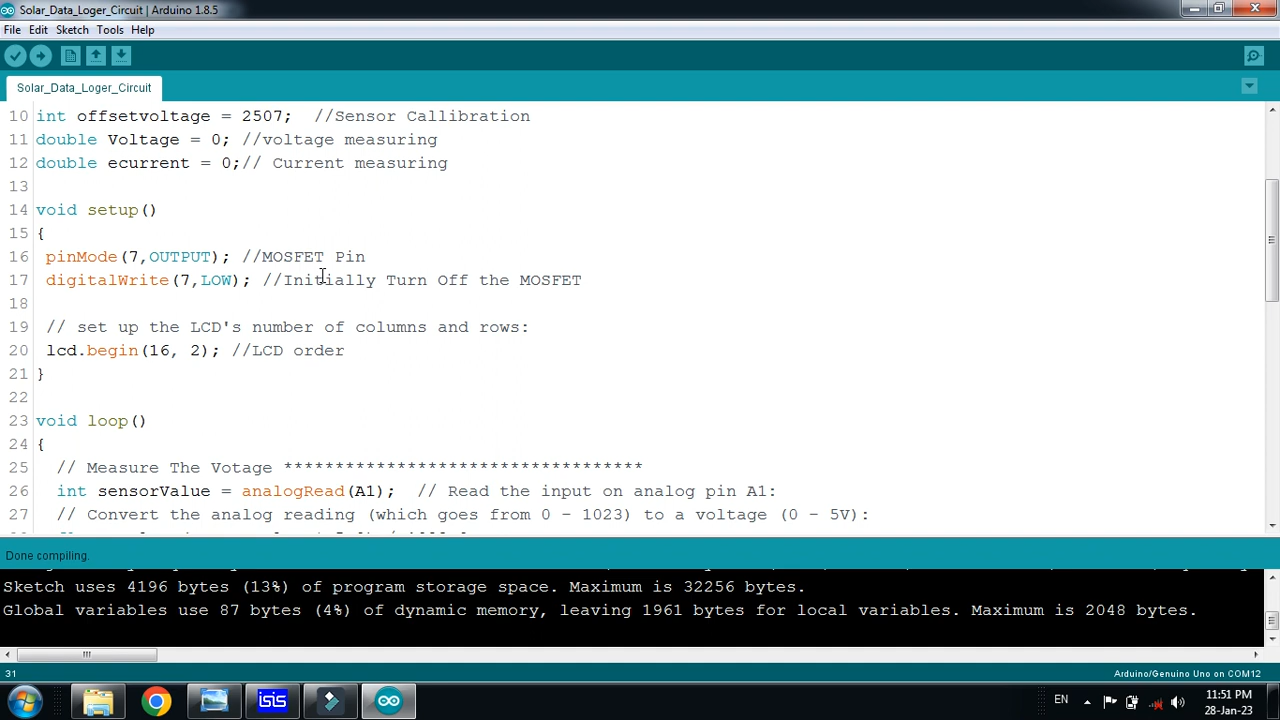 Solar_Data_Loger_Circuit | Arduino 1.8.5
File Edit Sketch Tools Help
Solar_Data_Loger_Circuit
10 int offsetvoltage = 2507;  //Sensor Callibration
11 double Voltage = 0; //voltage measuring
12 double ecurrent = 0;// Current measuring
13
14 void setup()
15 {
16  pinMode(7,OUTPUT); //MOSFET Pin
17  digitalWrite(7,LOW); //Initially Turn Off the MOSFET
18
19  // set up the LCD's number of columns and rows:
20  lcd.begin(16, 2); //LCD order
21 }
22
23 void loop()
24 {
25   // Measure The Votage ***********************************
26   int sensorValue = analogRead(A1);  // Read the input on analog pin A1:
27   // Convert the analog reading (which goes from 0 - 1023) to a voltage (0 - 5V):
Done compiling.
Sketch uses 4196 bytes (13%) of program storage space. Maximum is 32256 bytes.
Global variables use 87 bytes (4%) of dynamic memory, leaving 1961 bytes for local variables. Maximum is 2048 bytes.
31
Arduino/Genuino Uno on COM12
isis
EN
11:51 PM
28-Jan-23